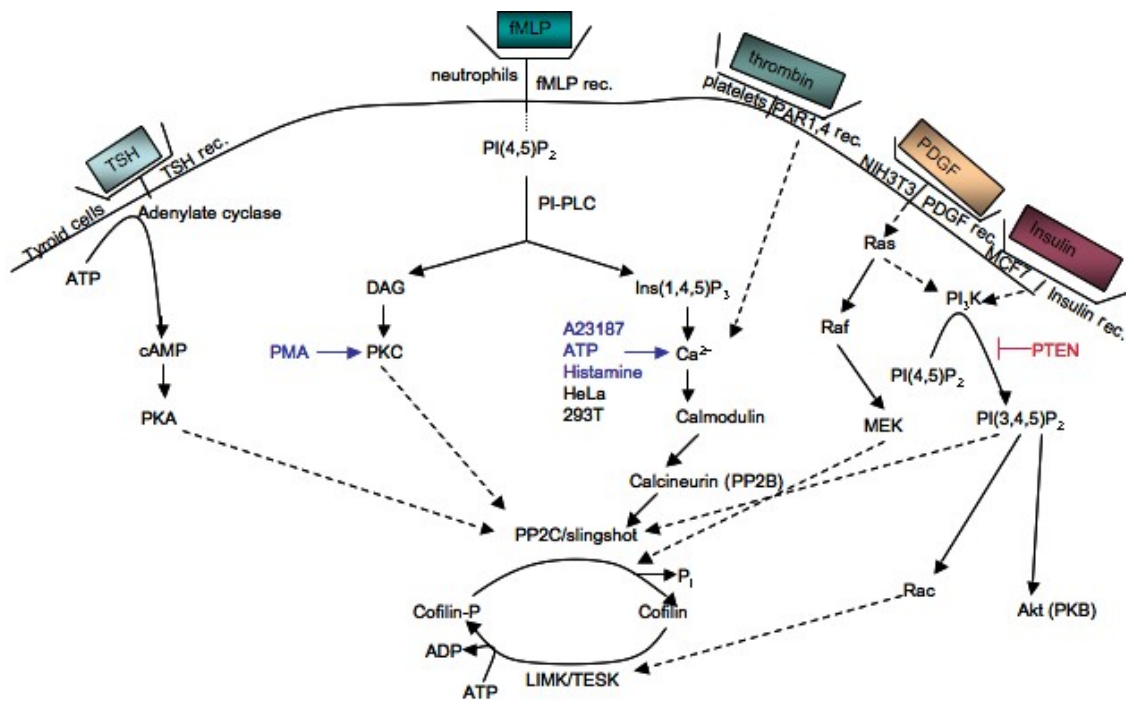 fMLP
neutrophils
fMLP rec.
thrombin
platelets
PAR1,4 rec.
TSH
TSH rec.
Tyroid cells
PDGF
NIH3T3
PDGF rec.
Insulin
MCF7
Insulin rec.
PI(4,5)P₂
Adenylate cyclase
PI-PLC
ATP
Ras
DAG
Ins(1,4,5)P₃
PI₃K
A23187
ATP
Histamine
HeLa
293T
Raf
cAMP
PMA
PKC
Ca²⁻
PTEN
PI(4,5)P₂
PKA
Calmodulin
MEK
PI(3,4,5)P₂
Calcineurin (PP2B)
PP2C/slingshot
Pᵢ
Rac
Cofilin-P
Cofilin
Akt (PKB)
ADP
ATP
LIMK/TESK